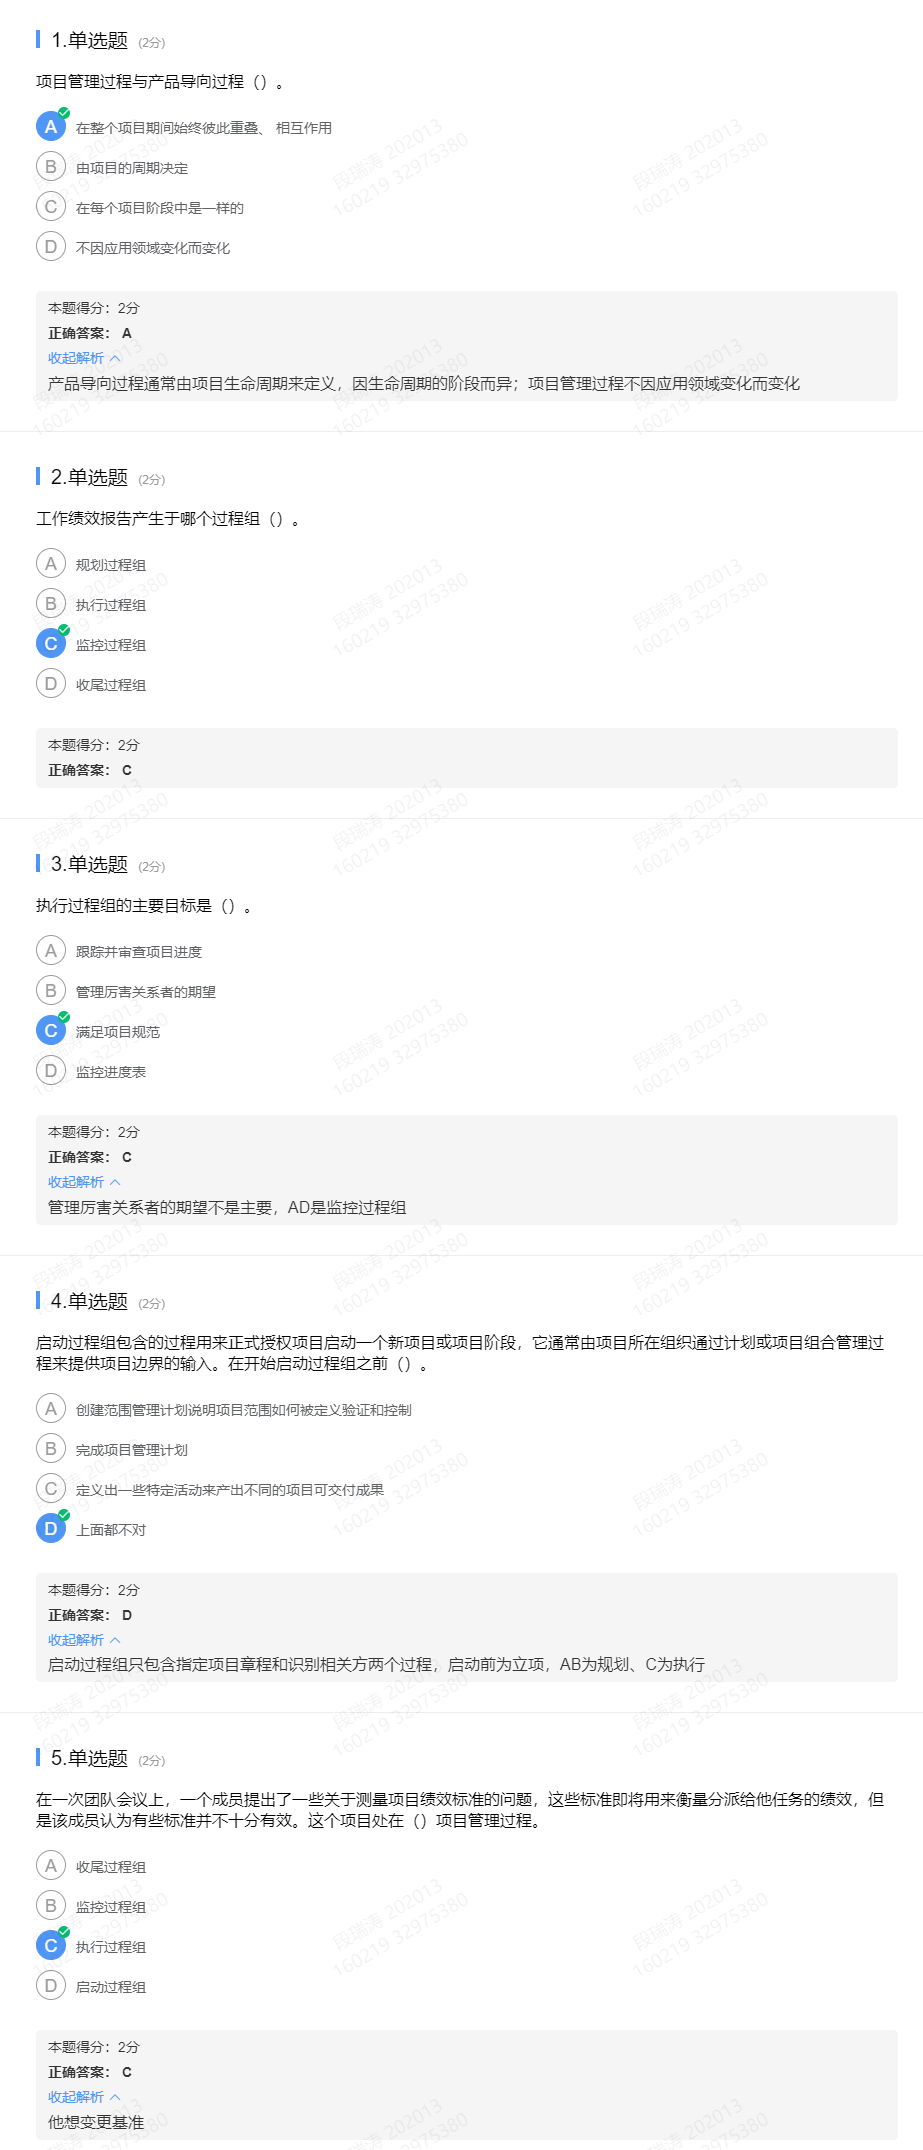 1.单选题 (2分)
项目管理过程与产品导向过程（）。
A 在整个项目期间始终彼此重叠、 相互作用
B 由项目的周期决定
C 在每个项目阶段中是一样的
D 不因应用领域变化而变化
本题得分：2分
正确答案： A
收起解析
产品导向过程通常由项目生命周期来定义，因生命周期的阶段而异；项目管理过程不因应用领域变化而变化
2.单选题 (2分)
工作绩效报告产生于哪个过程组（）。
A 规划过程组
B 执行过程组
C 监控过程组
D 收尾过程组
本题得分：2分
正确答案： C
3.单选题 (2分)
执行过程组的主要目标是（）。
A 跟踪并审查项目进度
B 管理厉害关系者的期望
C 满足项目规范
D 监控进度表
本题得分：2分
正确答案： C
收起解析
管理厉害关系者的期望不是主要，AD是监控过程组
4.单选题 (2分)
启动过程组包含的过程用来正式授权项目启动一个新项目或项目阶段，它通常由项目所在组织通过计划或项目组合管理过
程来提供项目边界的输入。在开始启动过程组之前（）。
A 创建范围管理计划说明项目范围如何被定义验证和控制
B 完成项目管理计划
C 定义出一些特定活动来产出不同的项目可交付成果
D 上面都不对
本题得分：2分
正确答案： D
收起解析
启动过程组只包含指定项目章程和识别相关方两个过程，启动前为立项，AB为规划、C为执行
5.单选题 (2分)
在一次团队会议上，一个成员提出了一些关于测量项目绩效标准的问题，这些标准即将用来衡量分派给他任务的绩效，但
是该成员认为有些标准并不十分有效。这个项目处在（）项目管理过程。
A 收尾过程组
B 监控过程组
C 执行过程组
D 启动过程组
本题得分：2分
正确答案： C
收起解析
他想变更基准
段瑞涛 202013
160219 32975380